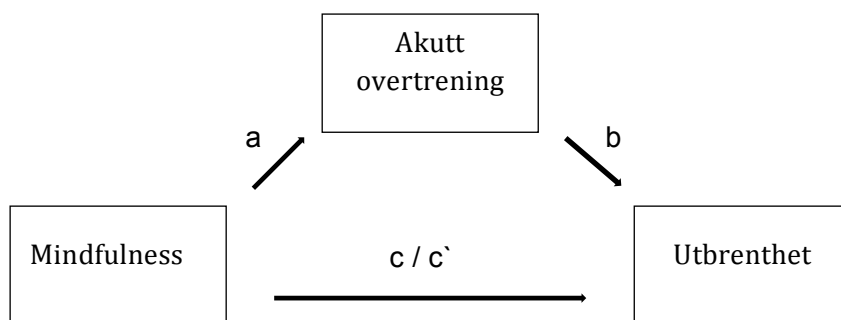 Akutt
overtrening
a
b
Mindfulness
c / c`
Utbrenthet